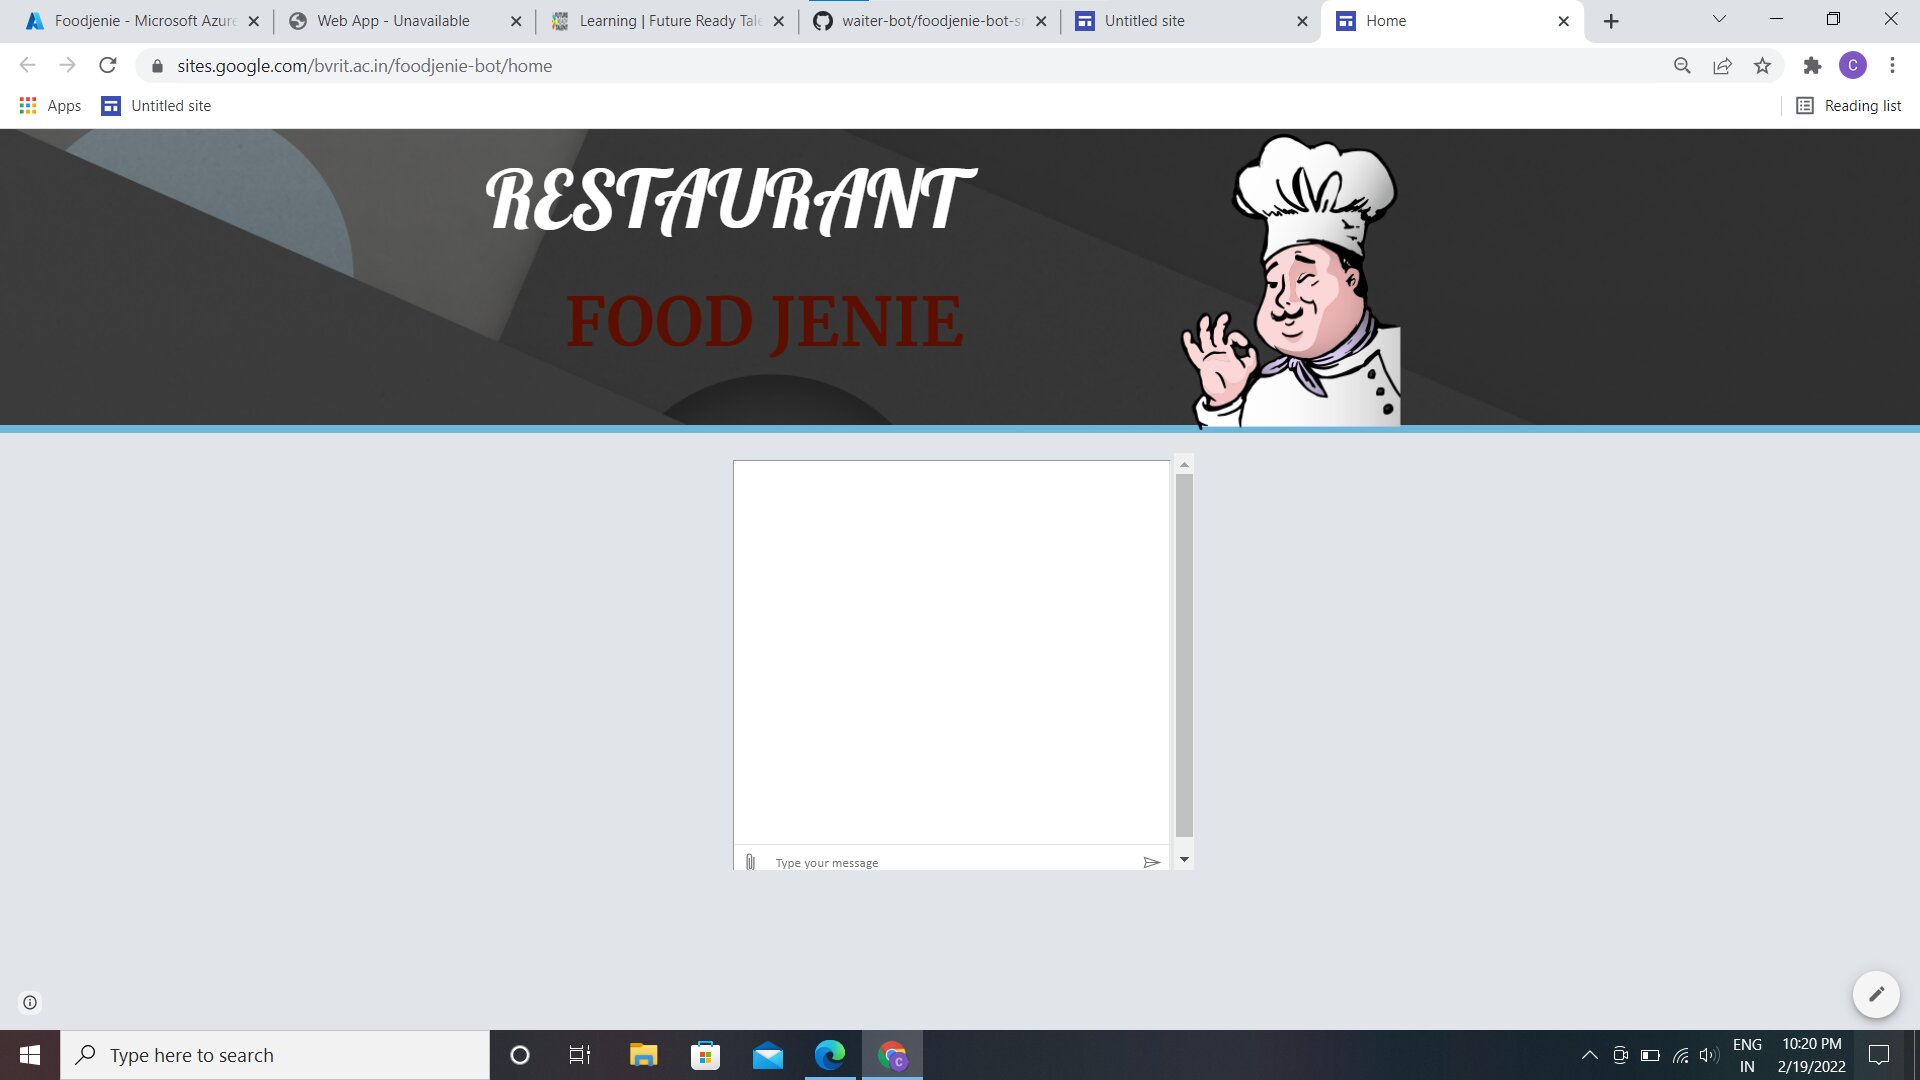 Foodjenie - Microsoft Azure
Web App - Unavailable
Learning | Future Ready Tale
waiter-bot/foodjenie-bot-sr
Untitled site
Home
sites.google.com/bvrit.ac.in/foodjenie-bot/home
C
Apps
Untitled site
Reading list
RESTAURANT
FOOD JENIE
Type your message
Type here to search
C
ENG
IN
10:20 PM
2/19/2022